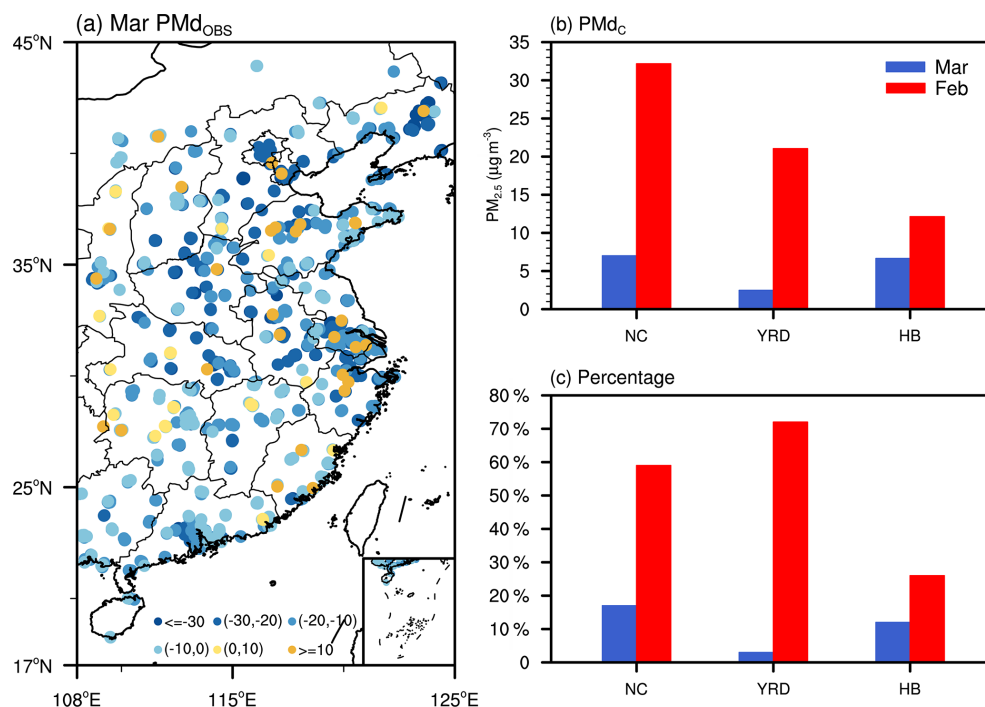 (a) Mar PMd_OBS
45°N
35°N
25°N
17°N
108°E
115°E
125°E
<=-30
(-30,-20)
(-20,-10)
(-10,0)
(0,10)
>=10
(b) PMd_C
PM2.5 (µg m-3)
35
30
25
20
15
10
5
0
Mar
Feb
NC
YRD
HB
(c) Percentage
80 %
70 %
60 %
50 %
40 %
30 %
20 %
10 %
0
NC
YRD
HB